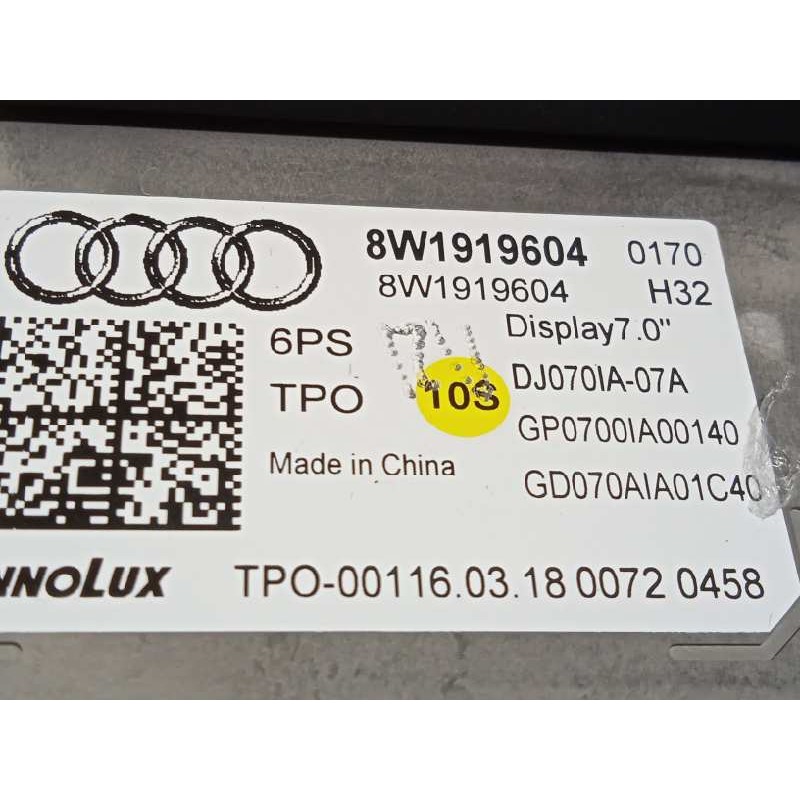 8W1919604 0170
8W1919604 H32
6PS Display7.0"
TPO 10S DJ070IA-07A
GP0700IA00140
Made in China GD070AIA01C40
INNOLUX TPO-00116.03.18 0072 0458